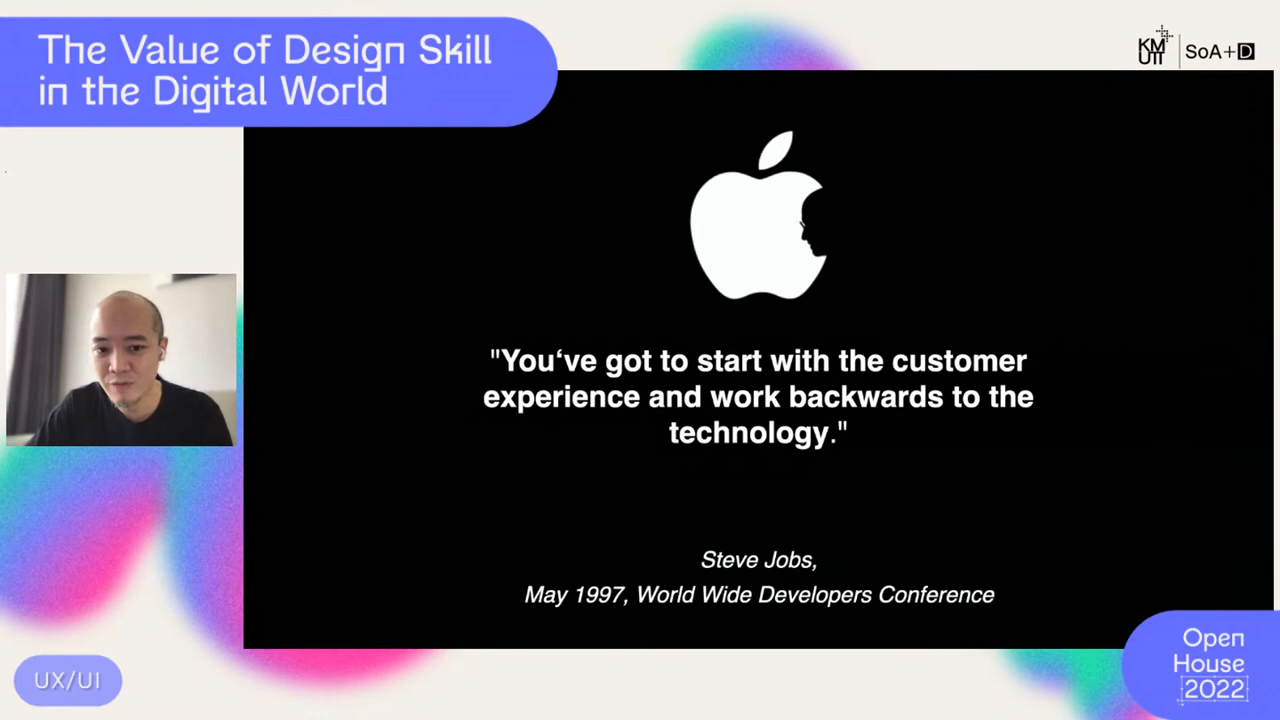 The Value of Design Skill
in the Digital World
KM
UTT
SoA+D
"You‘ve got to start with the customer
experience and work backwards to the
technology."
Steve Jobs,
May 1997, World Wide Developers Conference
UX/UI
Open
House
2022